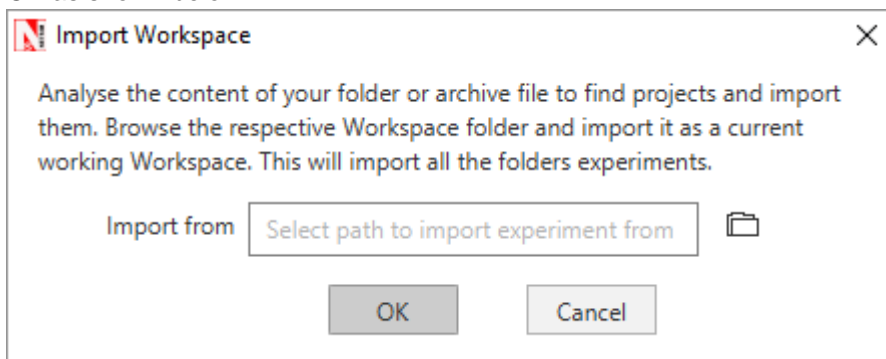 Import Workspace
Analyse the content of your folder or archive file to find projects and import
them. Browse the respective Workspace folder and import it as a current
working Workspace. This will import all the folders experiments.
Import from
Select path to import experiment from
OK
Cancel